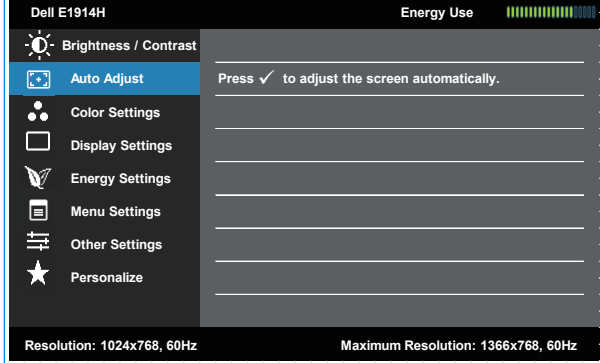 Dell E1914H Energy Use
Brightness / Contrast
Auto Adjust Press ✓ to adjust the screen automatically.
Color Settings
Display Settings
Energy Settings
Menu Settings
Other Settings
Personalize
Resolution: 1024x768, 60Hz Maximum Resolution: 1366x768, 60Hz